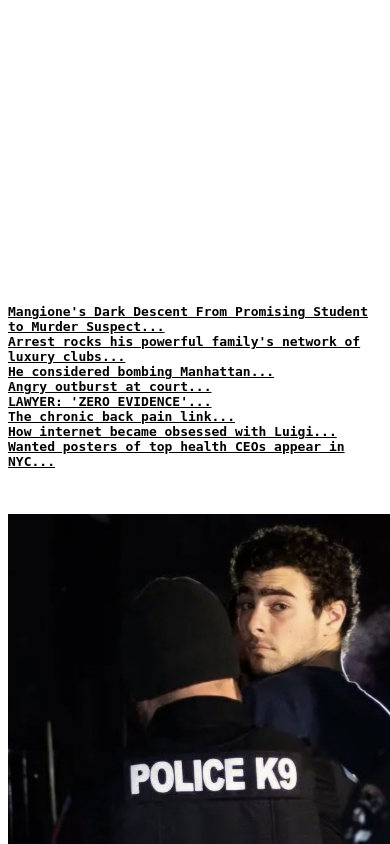 Mangione's Dark Descent From Promising Student
to Murder Suspect...
Arrest rocks his powerful family's network of
luxury clubs...
He considered bombing Manhattan...
Angry outburst at court...
LAWYER: 'ZERO EVIDENCE'...
The chronic back pain link...
How internet became obsessed with Luigi...
Wanted posters of top health CEOs appear in
NYC...
POLICE K9